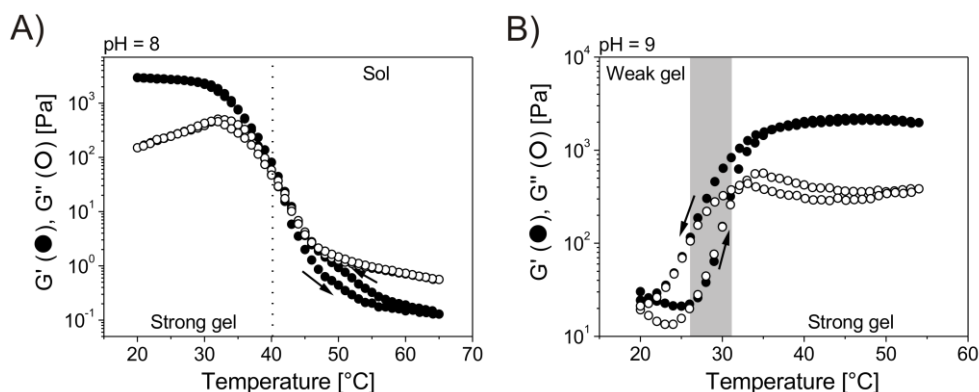 A)
pH = 8
Sol
G' (●), G'' (O) [Pa]
10³
10²
10¹
10⁰
10⁻¹
Strong gel
20 30 40 50 60 70
Temperature [°C]
B)
pH = 9
Weak gel
G' (●), G'' (O) [Pa]
10⁴
10³
10²
10¹
Strong gel
10 20 30 40 50 60
Temperature [°C]